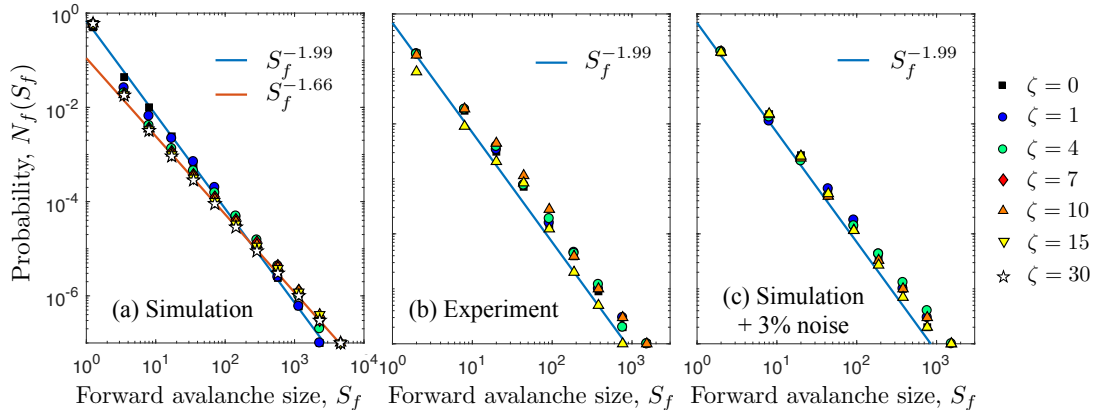 10^0
10^{-2}
10^{-4}
10^{-6}
Probability, N_f(S_f)
S_f^{-1.99}
S_f^{-1.66}
(a) Simulation
10^0 10^1 10^2 10^3 10^4
Forward avalanche size, S_f
S_f^{-1.99}
(b) Experiment
10^0 10^1 10^2 10^3
Forward avalanche size, S_f
S_f^{-1.99}
(c) Simulation
+ 3% noise
10^0 10^1 10^2 10^3
Forward avalanche size, S_f
ζ = 0
ζ = 1
ζ = 4
ζ = 7
ζ = 10
ζ = 15
ζ = 30